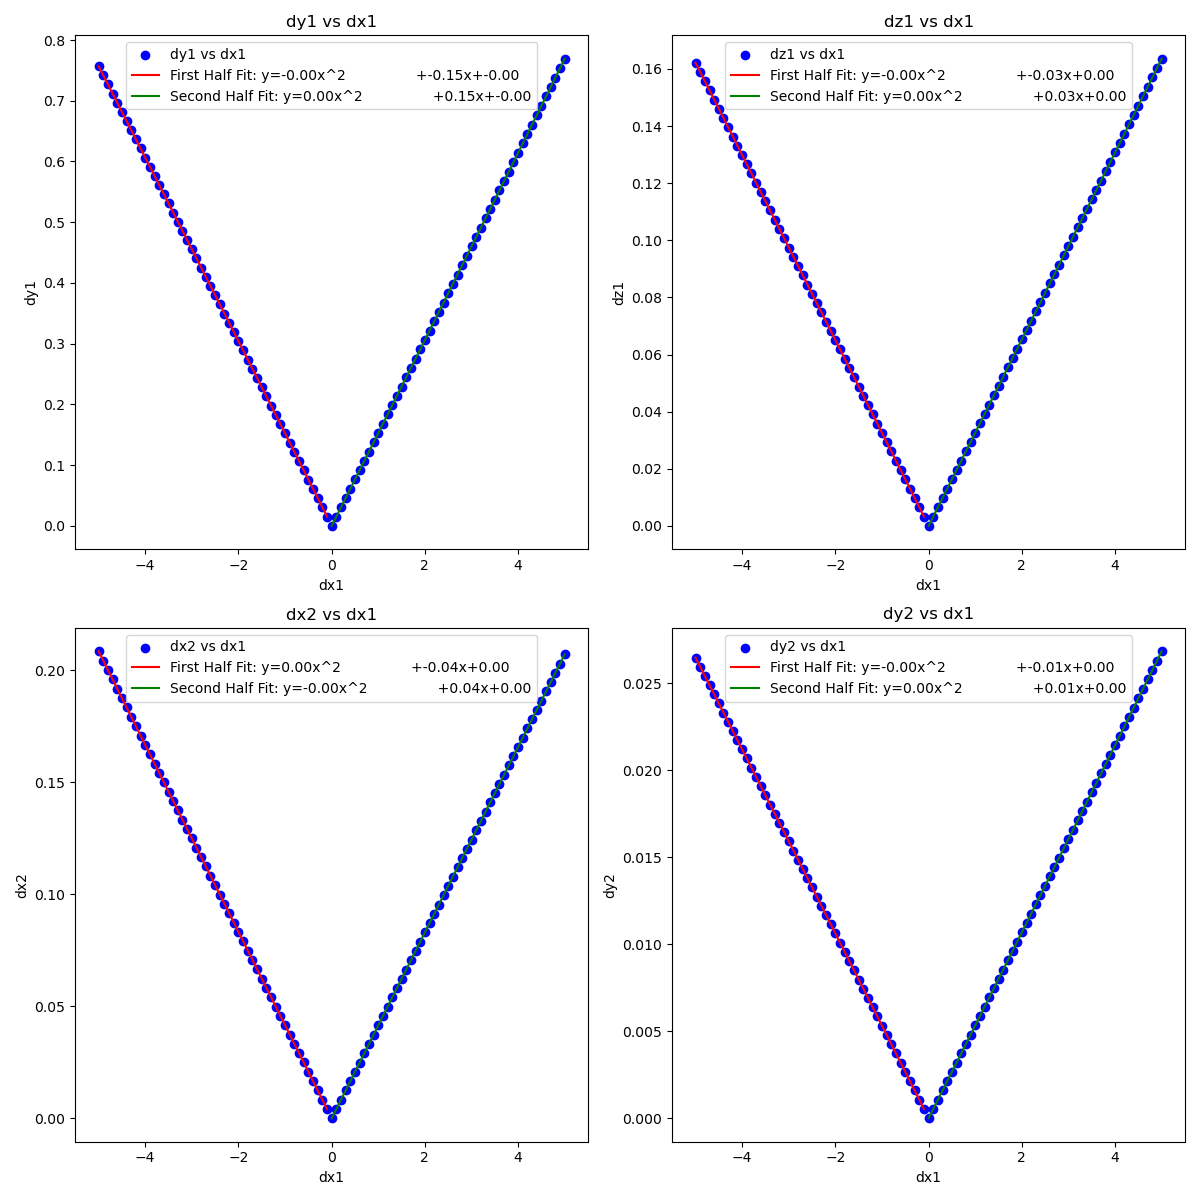 dy1 vs dx1
dy1 vs dx1
First Half Fit: y=-0.00x^2 +-0.15x+-0.00
Second Half Fit: y=0.00x^2 +0.15x+-0.00
0.8
0.7
0.6
0.5
0.4
0.3
0.2
0.1
0.0
dy1
−4 −2 0 2 4
dx1
dz1 vs dx1
dz1 vs dx1
First Half Fit: y=-0.00x^2 +-0.03x+0.00
Second Half Fit: y=0.00x^2 +0.03x+0.00
0.16
0.14
0.12
0.10
0.08
0.06
0.04
0.02
0.00
dz1
−4 −2 0 2 4
dx1
dx2 vs dx1
dx2 vs dx1
First Half Fit: y=0.00x^2 +-0.04x+0.00
Second Half Fit: y=-0.00x^2 +0.04x+0.00
0.20
0.15
0.10
0.05
0.00
dx2
−4 −2 0 2 4
dx1
dy2 vs dx1
dy2 vs dx1
First Half Fit: y=-0.00x^2 +-0.01x+0.00
Second Half Fit: y=0.00x^2 +0.01x+0.00
0.025
0.020
0.015
0.010
0.005
0.000
dy2
−4 −2 0 2 4
dx1